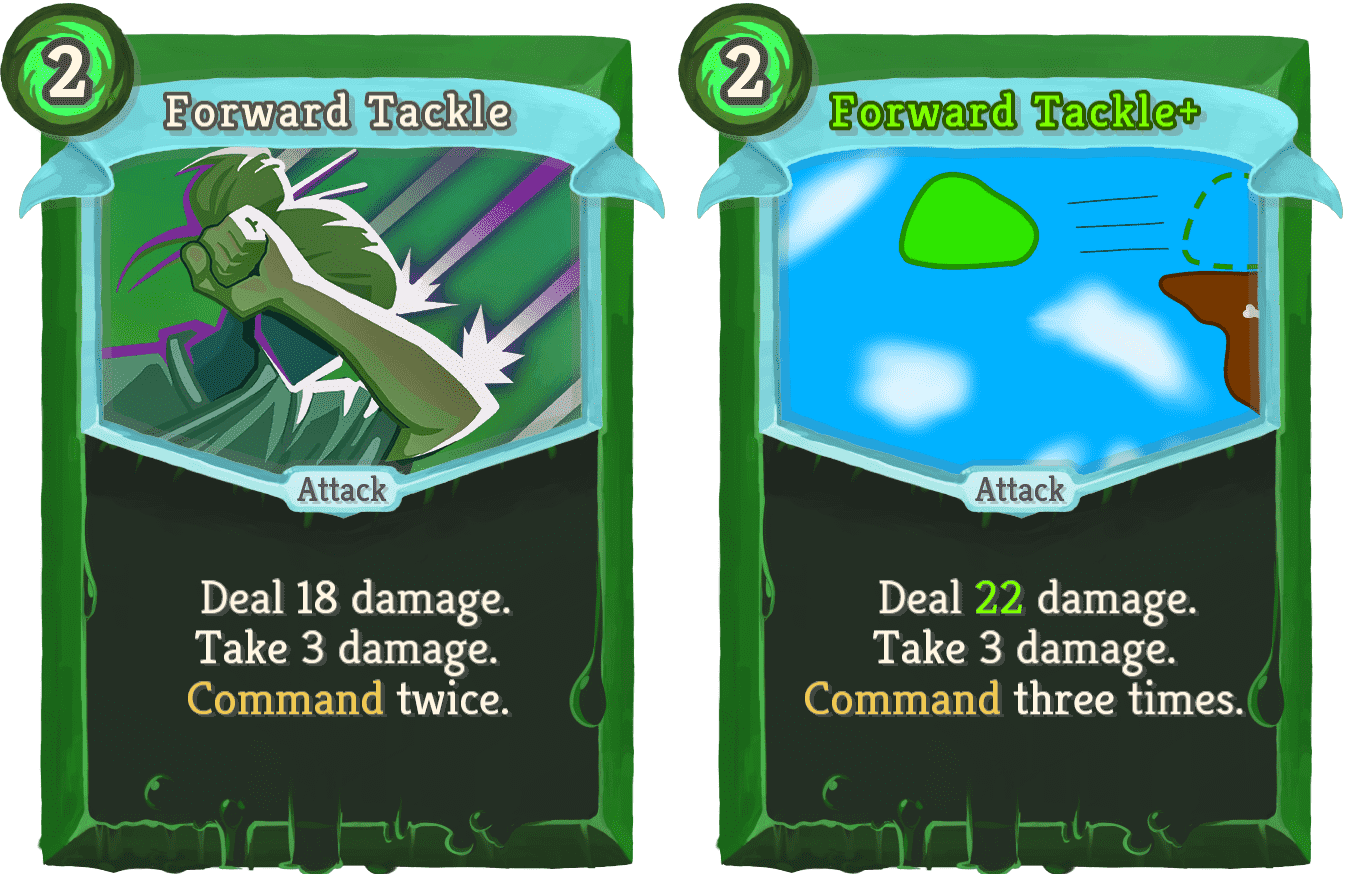 2
Forward Tackle
Attack
Deal 18 damage.
Take 3 damage.
Command twice.
2
Forward Tackle+
Attack
Deal 22 damage.
Take 3 damage.
Command three times.